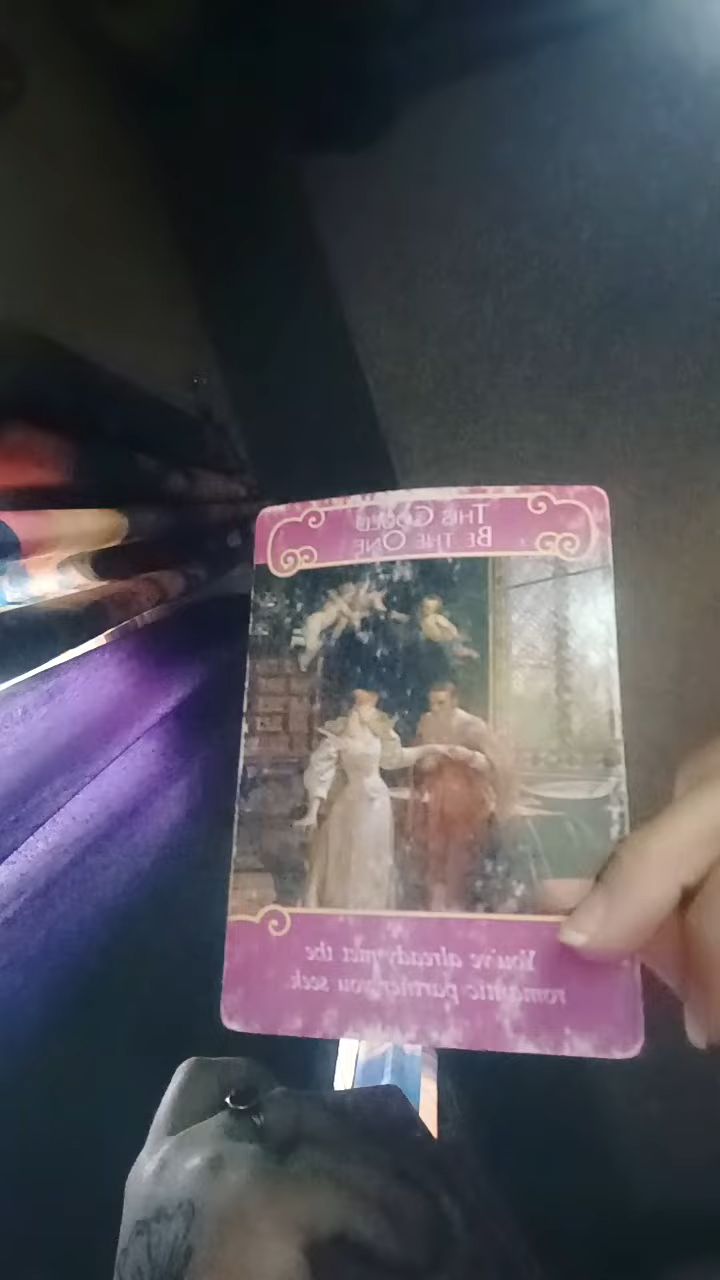 THIS COULD
BE THE ONE
You've already met the
romantic partner you seek.